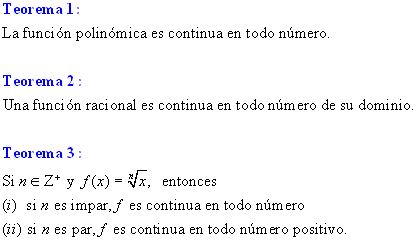 Teorema 1 :
La función polinómica es continua en todo número.
Teorema 2 :
Una función racional es continua en todo número de su dominio.
Teorema 3 :
Si n ∈ Z⁺ y f (x) = ⁿ√x, entonces
(i) si n es impar, f es continua en todo número
(ii) si n es par, f es continua en todo número positivo.